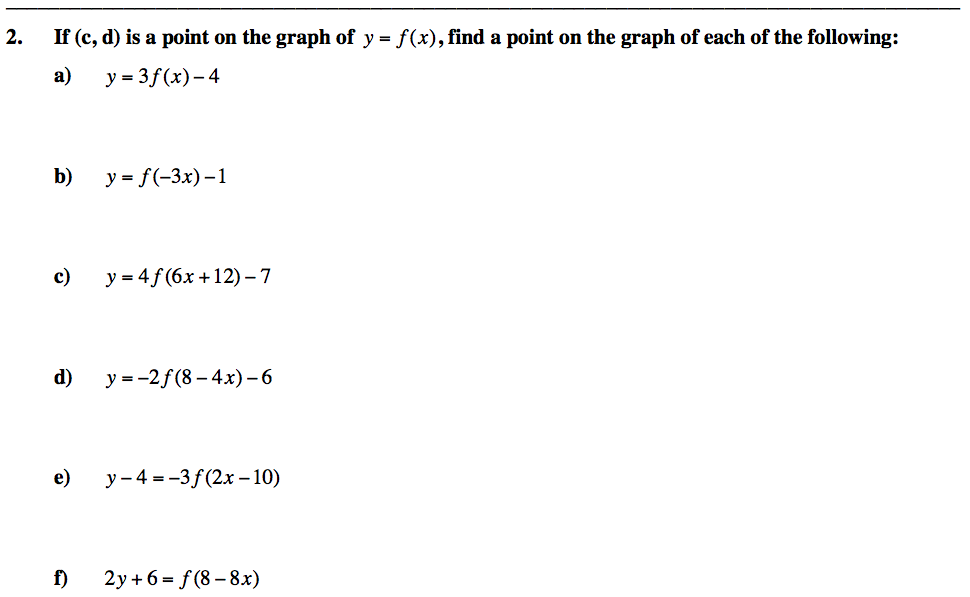 2. If (c, d) is a point on the graph of y = f(x), find a point on the graph of each of the following:
a) y = 3f(x) – 4
b) y = f(–3x) – 1
c) y = 4f(6x + 12) – 7
d) y = –2f(8 – 4x) – 6
e) y – 4 = –3f(2x – 10)
f) 2y + 6 = f(8 – 8x)